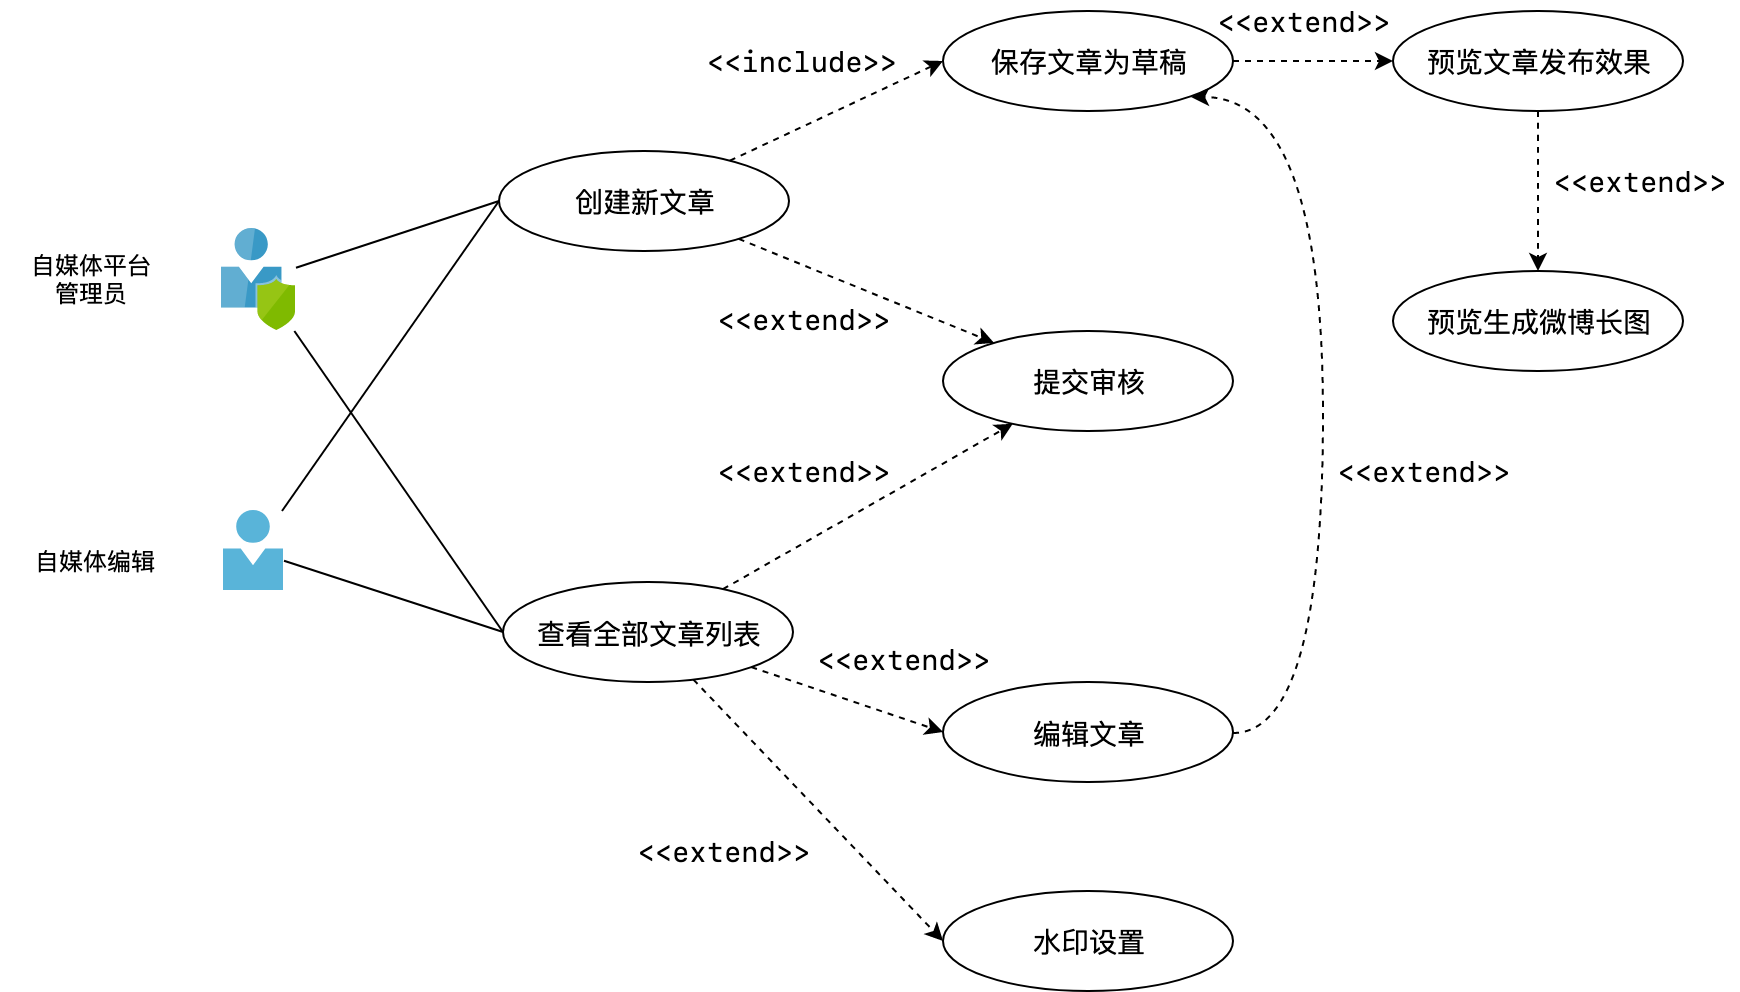 <<extend>>
保存文章为草稿
预览文章发布效果
<<include>>
<<extend>>
创建新文章
自媒体平台
管理员
<<extend>>
预览生成微博长图
提交审核
<<extend>>
<<extend>>
自媒体编辑
查看全部文章列表
<<extend>>
编辑文章
<<extend>>
水印设置